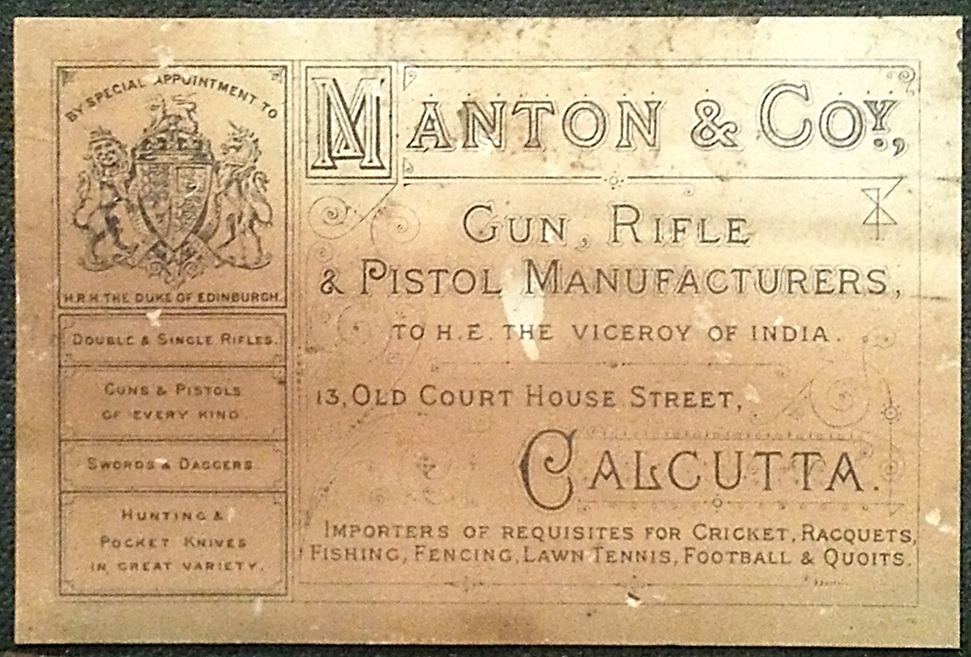 BY SPECIAL APPOINTMENT TO
H.R.H THE DUKE OF EDINBURGH.
DOUBLE & SINGLE RIFLES.
GUNS & PISTOLS
OF EVERY KIND.
SWORDS & DAGGERS
HUNTING &
POCKET KNIVES
IN GREAT VARIETY.
MANTON & COY.,
GUN, RIFLE
& PISTOL MANUFACTURERS,
TO H.E. THE VICEROY OF INDIA.
13, OLD COURT HOUSE STREET,
CALCUTTA.
IMPORTERS OF REQUISITES FOR CRICKET, RACQUETS,
FISHING, FENCING, LAWN TENNIS, FOOTBALL & QUOITS.